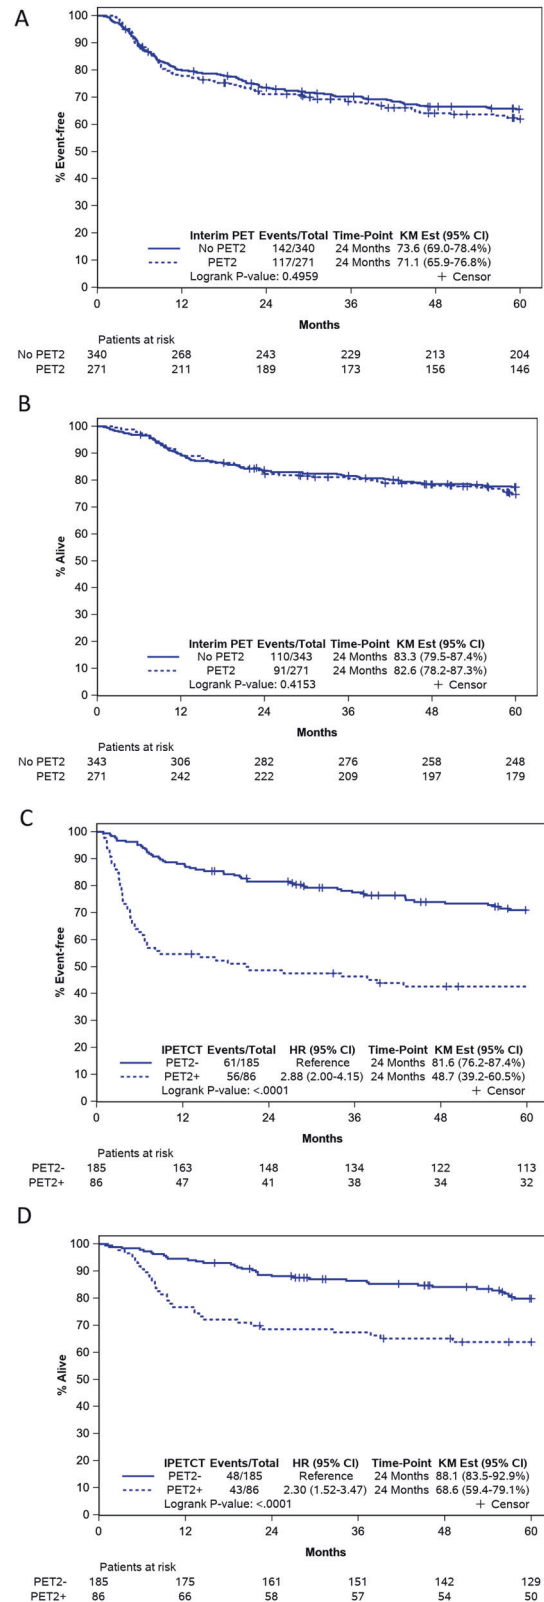 A
100
90
80
70
60
50
40
30
20
10
0
% Event-free
Interim PET Events/Total Time-Point KM Est (95% CI)
No PET2 142/340 24 Months 73.6 (69.0-78.4%)
PET2 117/271 24 Months 71.1 (65.9-76.8%)
Logrank P-value: 0.4959 + Censor
0 12 24 36 48 60
Months
Patients at risk
No PET2 340 268 243 229 213 204
PET2 271 211 189 173 156 146
B
100
90
80
70
60
50
40
30
20
10
0
% Alive
Interim PET Events/Total Time-Point KM Est (95% CI)
No PET2 110/343 24 Months 83.3 (79.5-87.4%)
PET2 91/271 24 Months 82.6 (78.2-87.3%)
Logrank P-value: 0.4153 + Censor
0 12 24 36 48 60
Months
Patients at risk
No PET2 343 306 282 276 258 248
PET2 271 242 222 209 197 179
C
100
90
80
70
60
50
40
30
20
10
0
% Event-free
IPETCT Events/Total HR (95% CI) Time-Point KM Est (95% CI)
PET2- 61/185 Reference 24 Months 81.6 (76.2-87.4%)
PET2+ 56/86 2.88 (2.00-4.15) 24 Months 48.7 (39.2-60.5%)
Logrank P-value: <.0001 + Censor
0 12 24 36 48 60
Months
Patients at risk
PET2- 185 163 148 134 122 113
PET2+ 86 47 41 38 34 32
D
100
90
80
70
60
50
40
30
20
10
0
% Alive
IPETCT Events/Total HR (95% CI) Time-Point KM Est (95% CI)
PET2- 48/185 Reference 24 Months 88.1 (83.5-92.9%)
PET2+ 43/86 2.30 (1.52-3.47) 24 Months 68.6 (59.4-79.1%)
Logrank P-value: <.0001 + Censor
0 12 24 36 48 60
Months
Patients at risk
PET2- 185 175 161 151 142 129
PET2+ 86 66 58 57 54 50